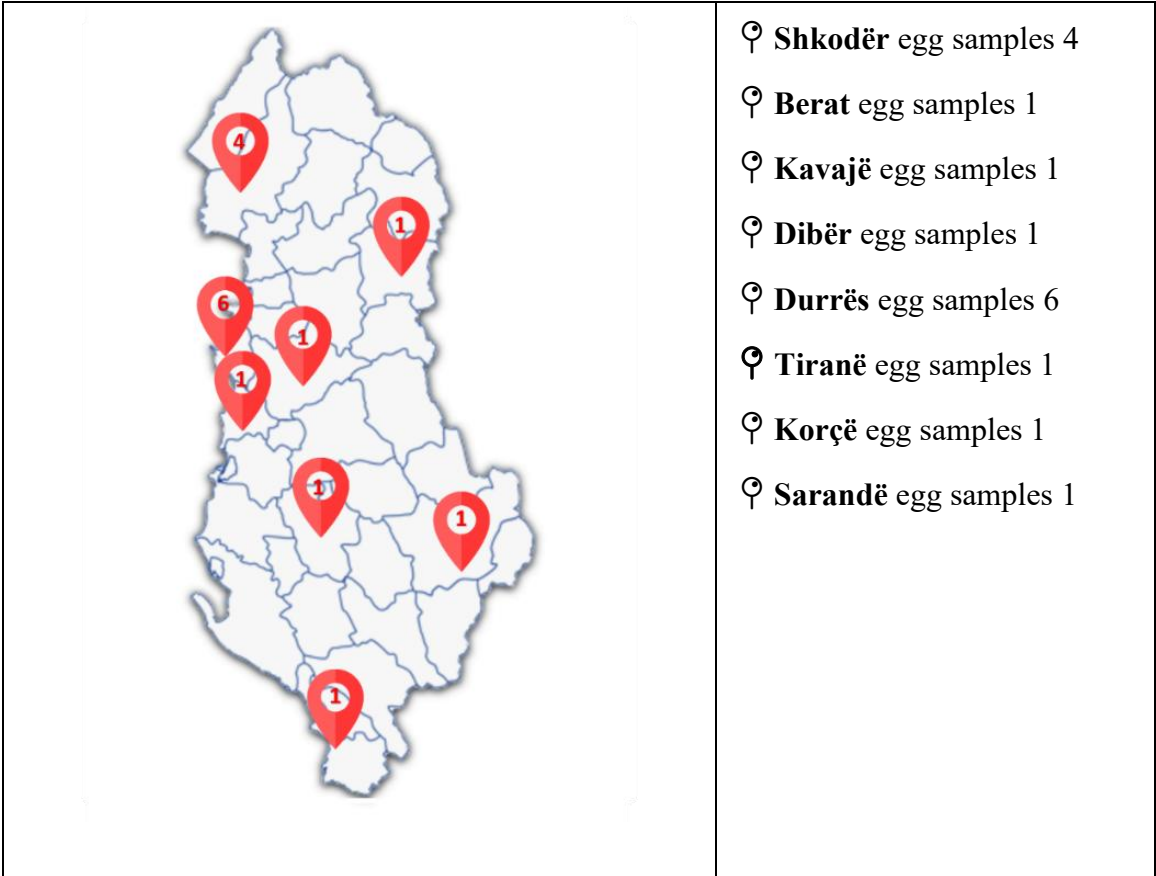 4
1
6
1
1
1
1
1
Shkodër egg samples 4
Berat egg samples 1
Kavajë egg samples 1
Dibër egg samples 1
Durrës egg samples 6
Tiranë egg samples 1
Korçë egg samples 1
Sarandë egg samples 1